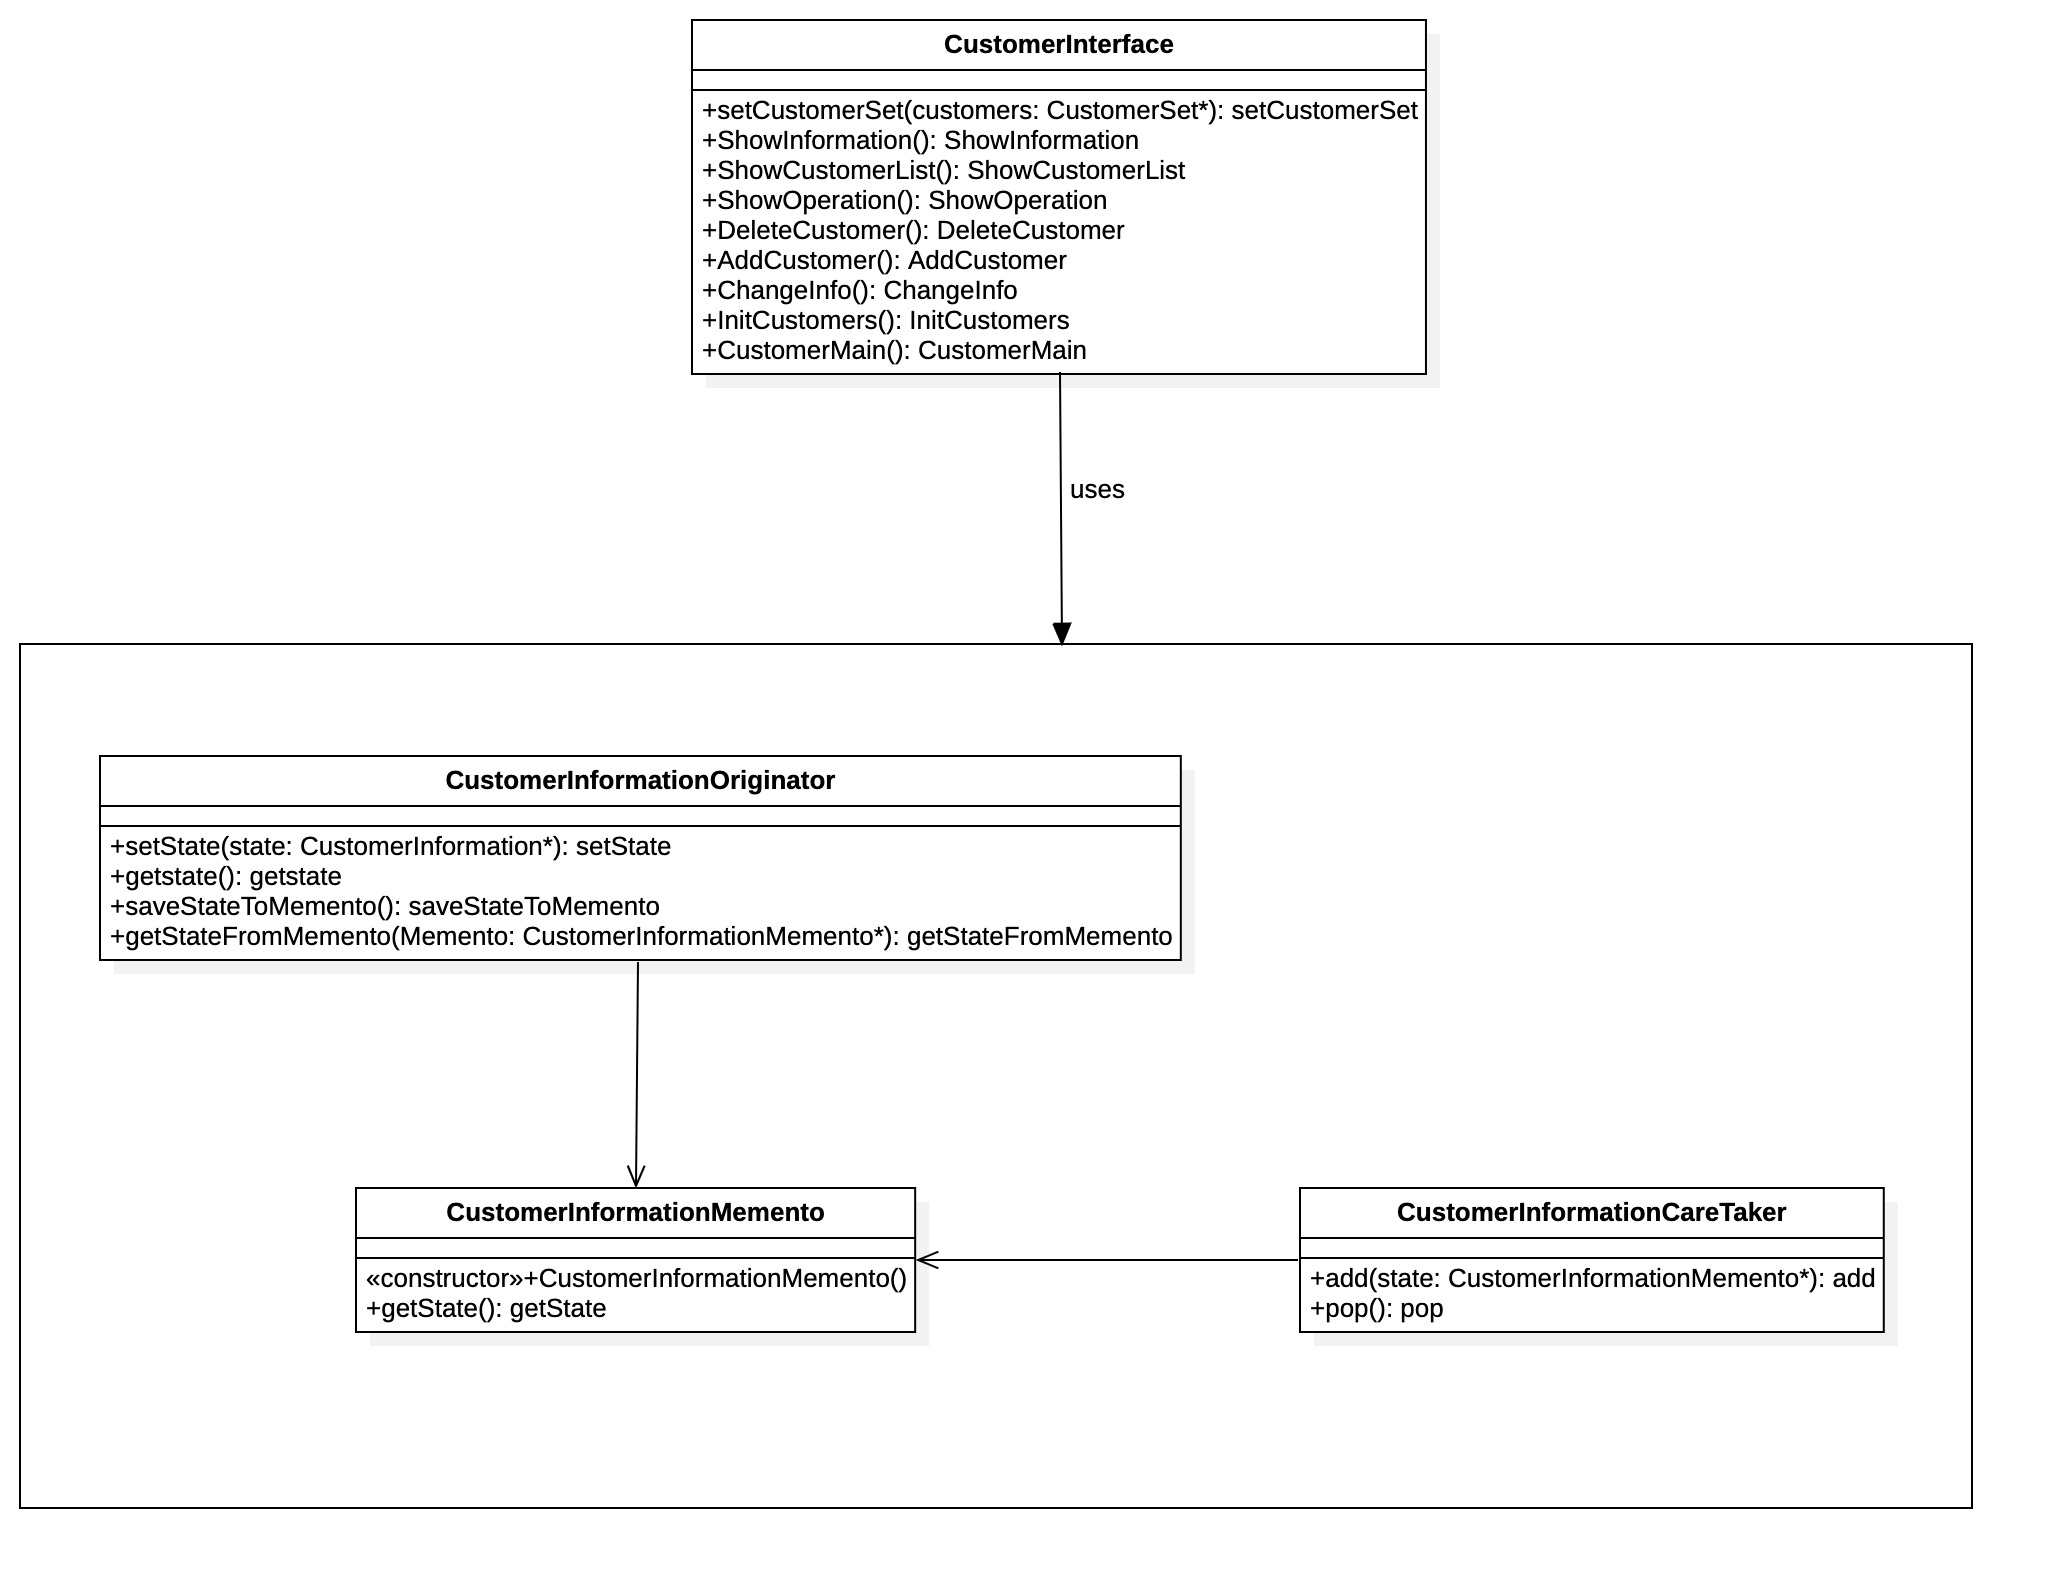 CustomerInterface
+setCustomerSet(customers: CustomerSet*): setCustomerSet
+ShowInformation(): ShowInformation
+ShowCustomerList(): ShowCustomerList
+ShowOperation(): ShowOperation
+DeleteCustomer(): DeleteCustomer
+AddCustomer(): AddCustomer
+ChangeInfo(): ChangeInfo
+InitCustomers(): InitCustomers
+CustomerMain(): CustomerMain
uses
CustomerInformationOriginator
+setState(state: CustomerInformation*): setState
+getstate(): getstate
+saveStateToMemento(): saveStateToMemento
+getStateFromMemento(Memento: CustomerInformationMemento*): getStateFromMemento
CustomerInformationMemento
«constructor»+CustomerInformationMemento()
+getState(): getState
CustomerInformationCareTaker
+add(state: CustomerInformationMemento*): add
+pop(): pop